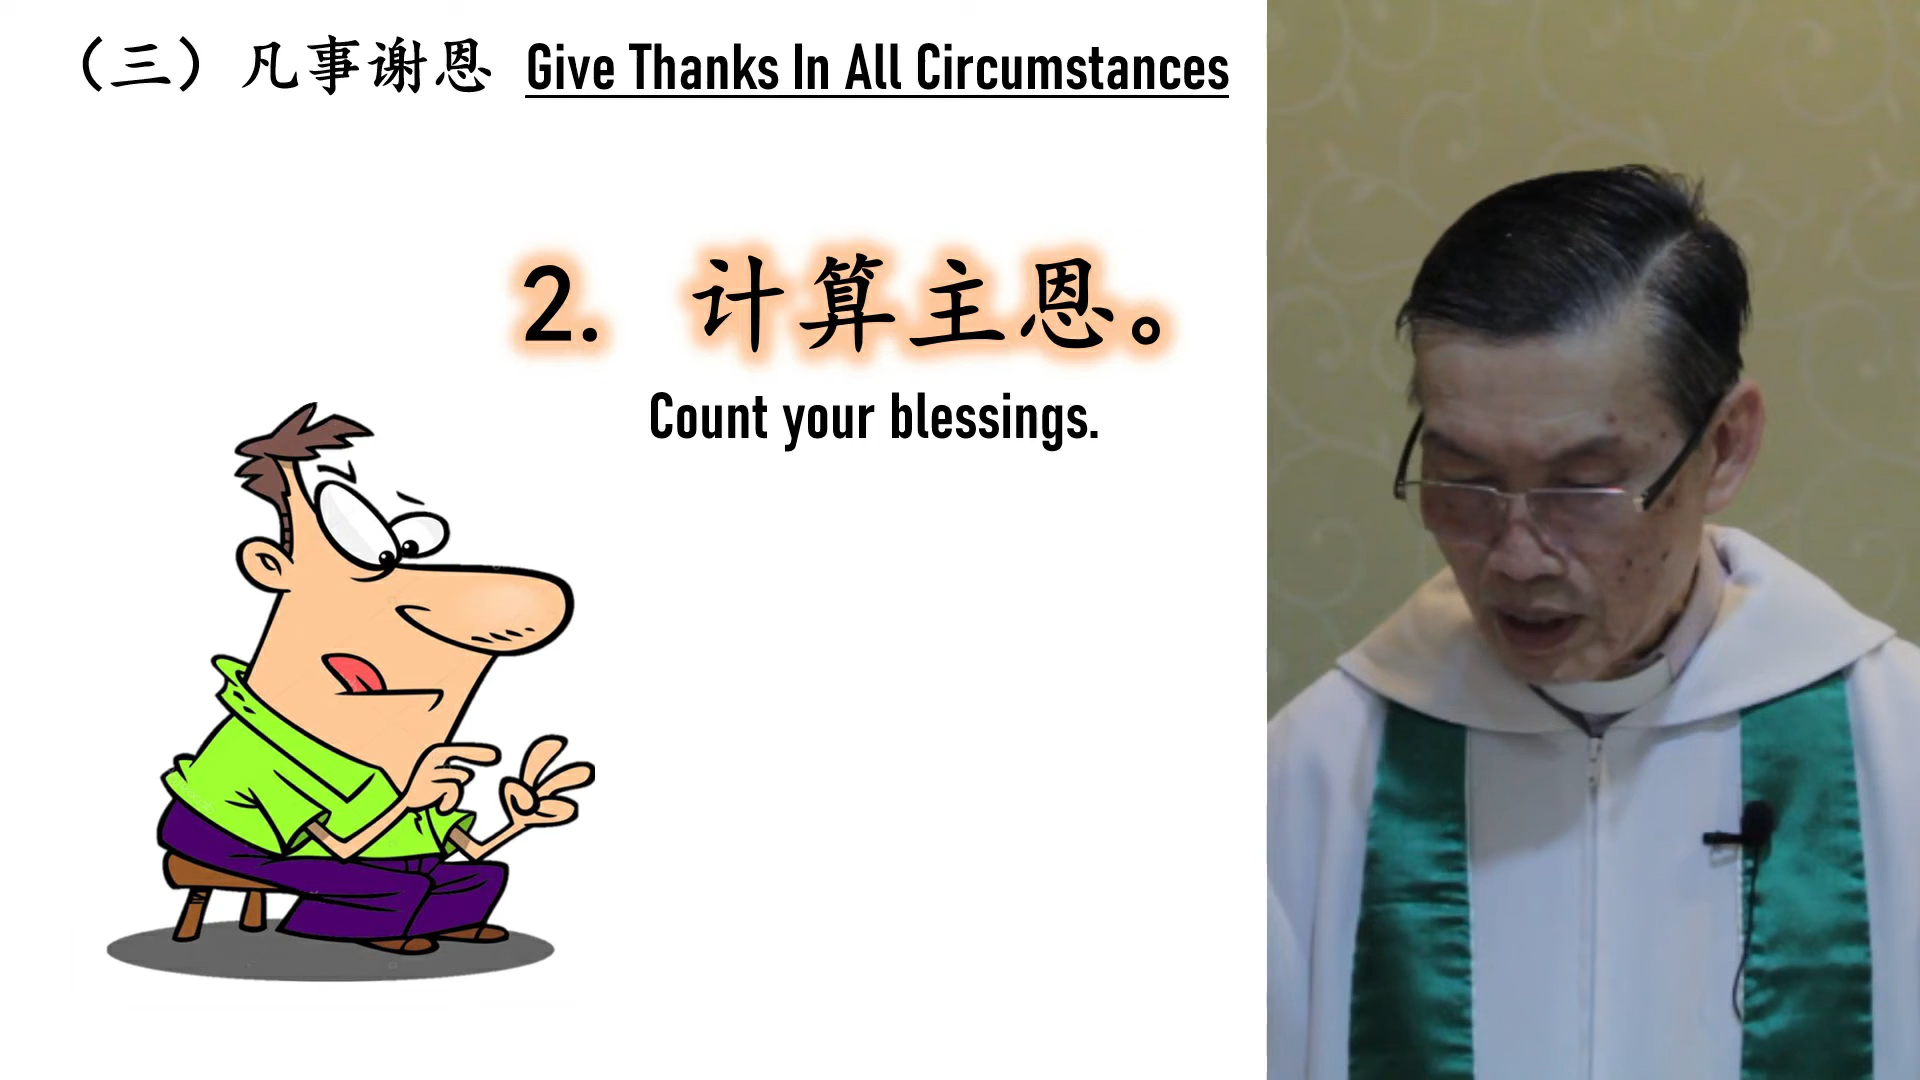 （三）凡事谢恩 Give Thanks In All Circumstances
2. 计算主恩。
Count your blessings.